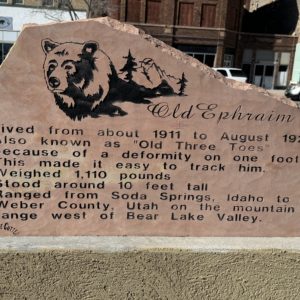 Old Ephraim
ived from about 1911 to August 192
Also known as "Old Three Toes"
because of a deformity on one foot
This made it easy to track him.
Weighed 1,110 pounds
Stood around 10 feet tall
Ranged from Soda Springs, Idaho to
Weber County, Utah on the mountain
ange west of Bear Lake Valley.